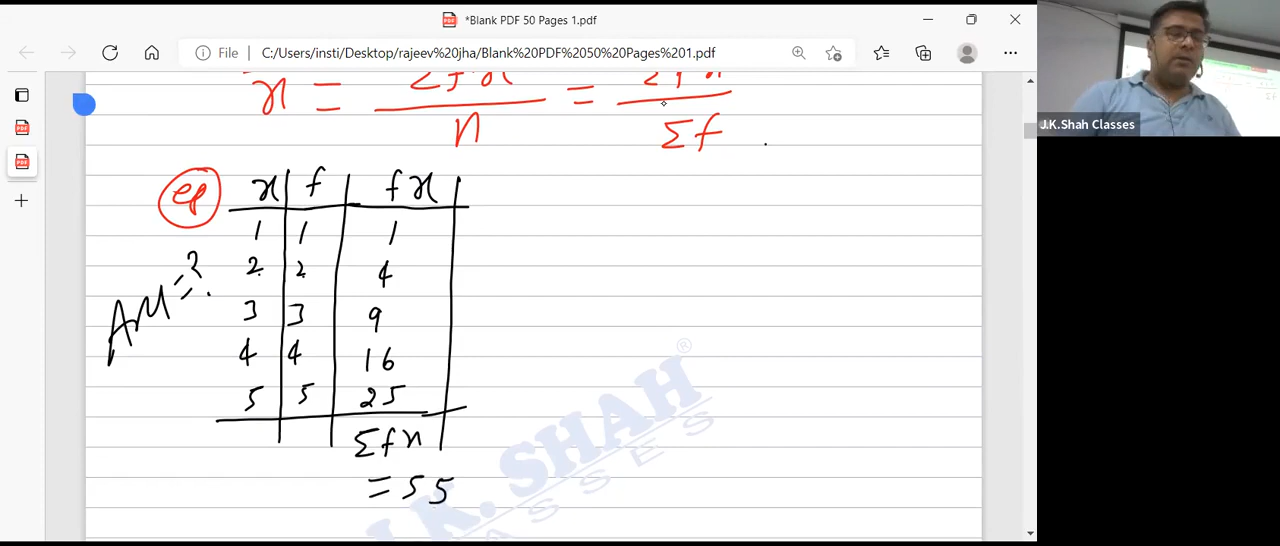 *Blank PDF 50 Pages 1.pdf
File C:/Users/insti/Desktop/rajeev%20jha/Blank%20PDF%2050%20Pages%201.pdf
J.K.Shah Classes
x = Σfx / n = Σfx / Σf
eg x f fx
1 1 1
2 2 4
AM=?
3 3 9
4 4 16
5 5 25
Σfx
= 55
J.K. SHAH ®
CLASSES